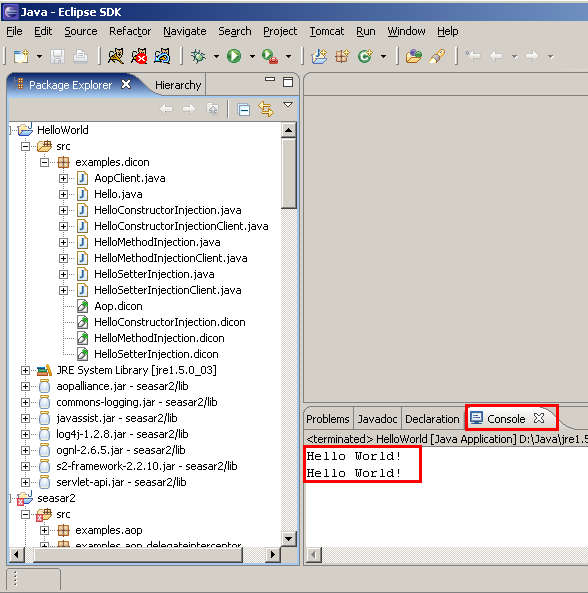 Java - Eclipse SDK
File Edit Source Refactor Navigate Search Project Tomcat Run Window Help
Package Explorer Hierarchy
HelloWorld
src
examples.dicon
AopClient.java
Hello.java
HelloConstructorInjection.java
HelloConstructorInjectionClient.java
HelloMethodInjection.java
HelloMethodInjectionClient.java
HelloSetterInjection.java
HelloSetterInjectionClient.java
Aop.dicon
HelloConstructorInjection.dicon
HelloMethodInjection.dicon
HelloSetterInjection.dicon
JRE System Library [jre1.5.0_03]
aopalliance.jar - seasar2/lib
commons-logging.jar - seasar2/lib
javassist.jar - seasar2/lib
log4j-1.2.8.jar - seasar2/lib
ognl-2.6.5.jar - seasar2/lib
s2-framework-2.2.10.jar - seasar2/lib
servlet-api.jar - seasar2/lib
seasar2
src
examples.aop
examples.aop.delegateinterceptor
Problems Javadoc Declaration Console
<terminated> HelloWorld [Java Application] D:\Java\jre1.5
Hello World!
Hello World!